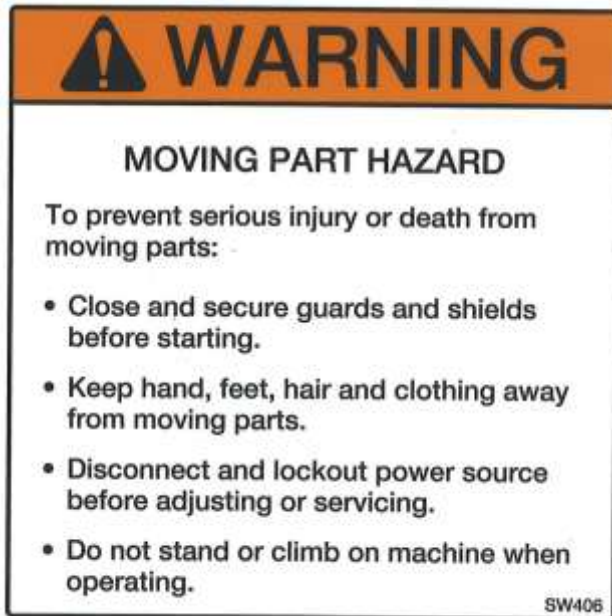 WARNING
MOVING PART HAZARD
To prevent serious injury or death from
moving parts:
• Close and secure guards and shields
before starting.
• Keep hand, feet, hair and clothing away
from moving parts.
• Disconnect and lockout power source
before adjusting or servicing.
• Do not stand or climb on machine when
operating.
SW406